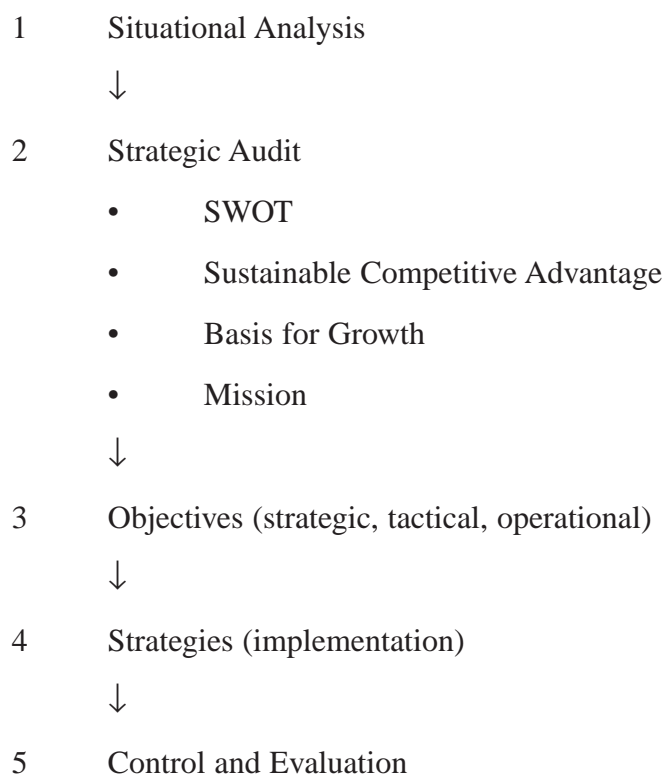 1 Situational Analysis
↓
2 Strategic Audit
• SWOT
• Sustainable Competitive Advantage
• Basis for Growth
• Mission
↓
3 Objectives (strategic, tactical, operational)
↓
4 Strategies (implementation)
↓
5 Control and Evaluation